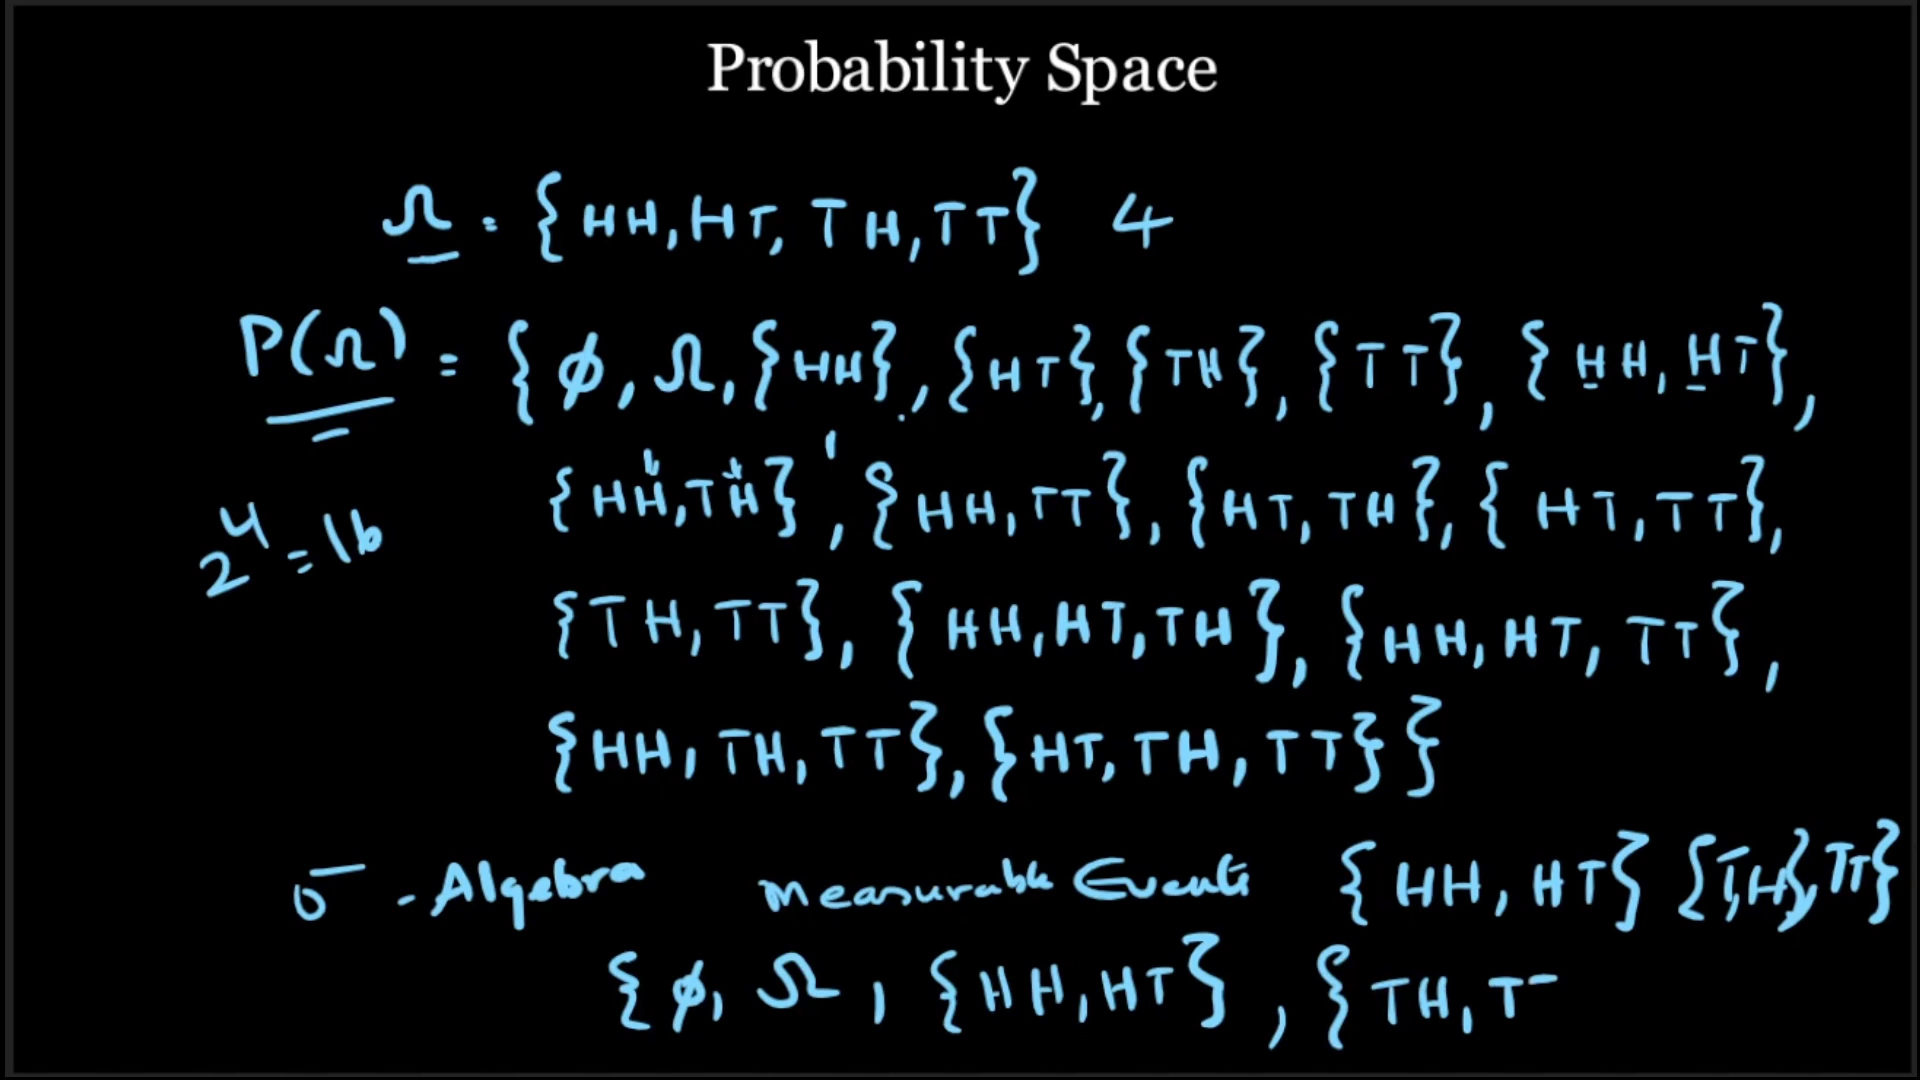 Probability Space
Ω = {HH, HT, TH, TT} 4
P(Ω) = {ϕ, Ω, {HH}, {HT}, {TH}, {TT}, {HH, HT},
{HH, TH}, {HH, TT}, {HT, TH}, {HT, TT},
2^4 = 16
{TH, TT}, {HH, HT, TH}, {HH, HT, TT},
{HH, TH, TT}, {HT, TH, TT}}
σ - Algebra Measurable Events {HH, HT} {TH}, TT}
{ϕ, Ω, {HH, HT}, {TH, T